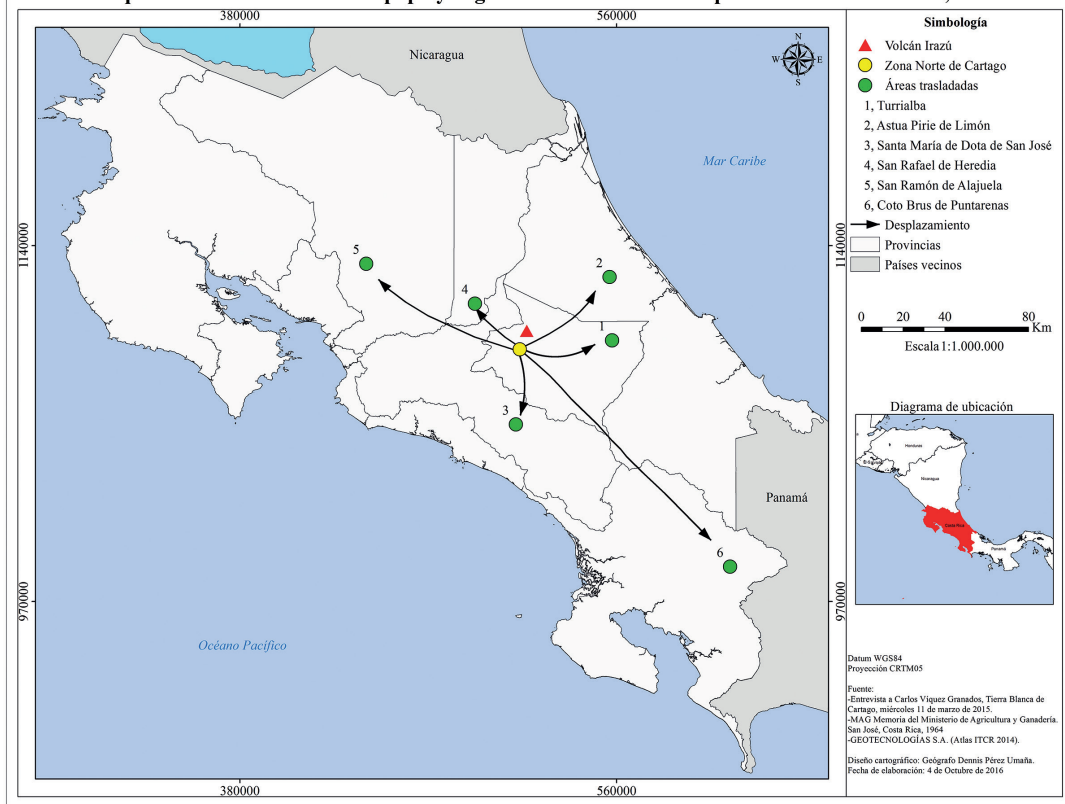 380000
560000
Nicaragua
N
W
E
S
Mar Caribe
1140000
1140000
5
4
2
1
3
6
Panamá
970000
970000
Océano Pacífico
380000
560000
Simbología
Volcán Irazú
Zona Norte de Cartago
Áreas trasladadas
1, Turrialba
2, Astua Pirie de Limón
3, Santa María de Dota de San José
4, San Rafael de Heredia
5, San Ramón de Alajuela
6, Coto Brus de Puntarenas
Desplazamiento
Provincias
Países vecinos
0 20 40 80
Km
Escala 1:1.000.000
Diagrama de ubicación
Honduras
Nicaragua
Costa Rica
Panamá
Datum WGS84
Proyección CRTM05
Fuente:
-Entrevista a Carlos Víquez Granados, Tierra Blanca de
Cartago, miércoles 11 de marzo de 2015.
-MAG Memoria del Ministerio de Agricultura y Ganadería.
San José, Costa Rica, 1964
-GEOTECNOLOGÍAS S.A. (Atlas ITCR 2014).
Diseño cartográfico: Geógrafo Dennis Pérez Umaña.
Fecha de elaboración: 4 de Octubre de 2016